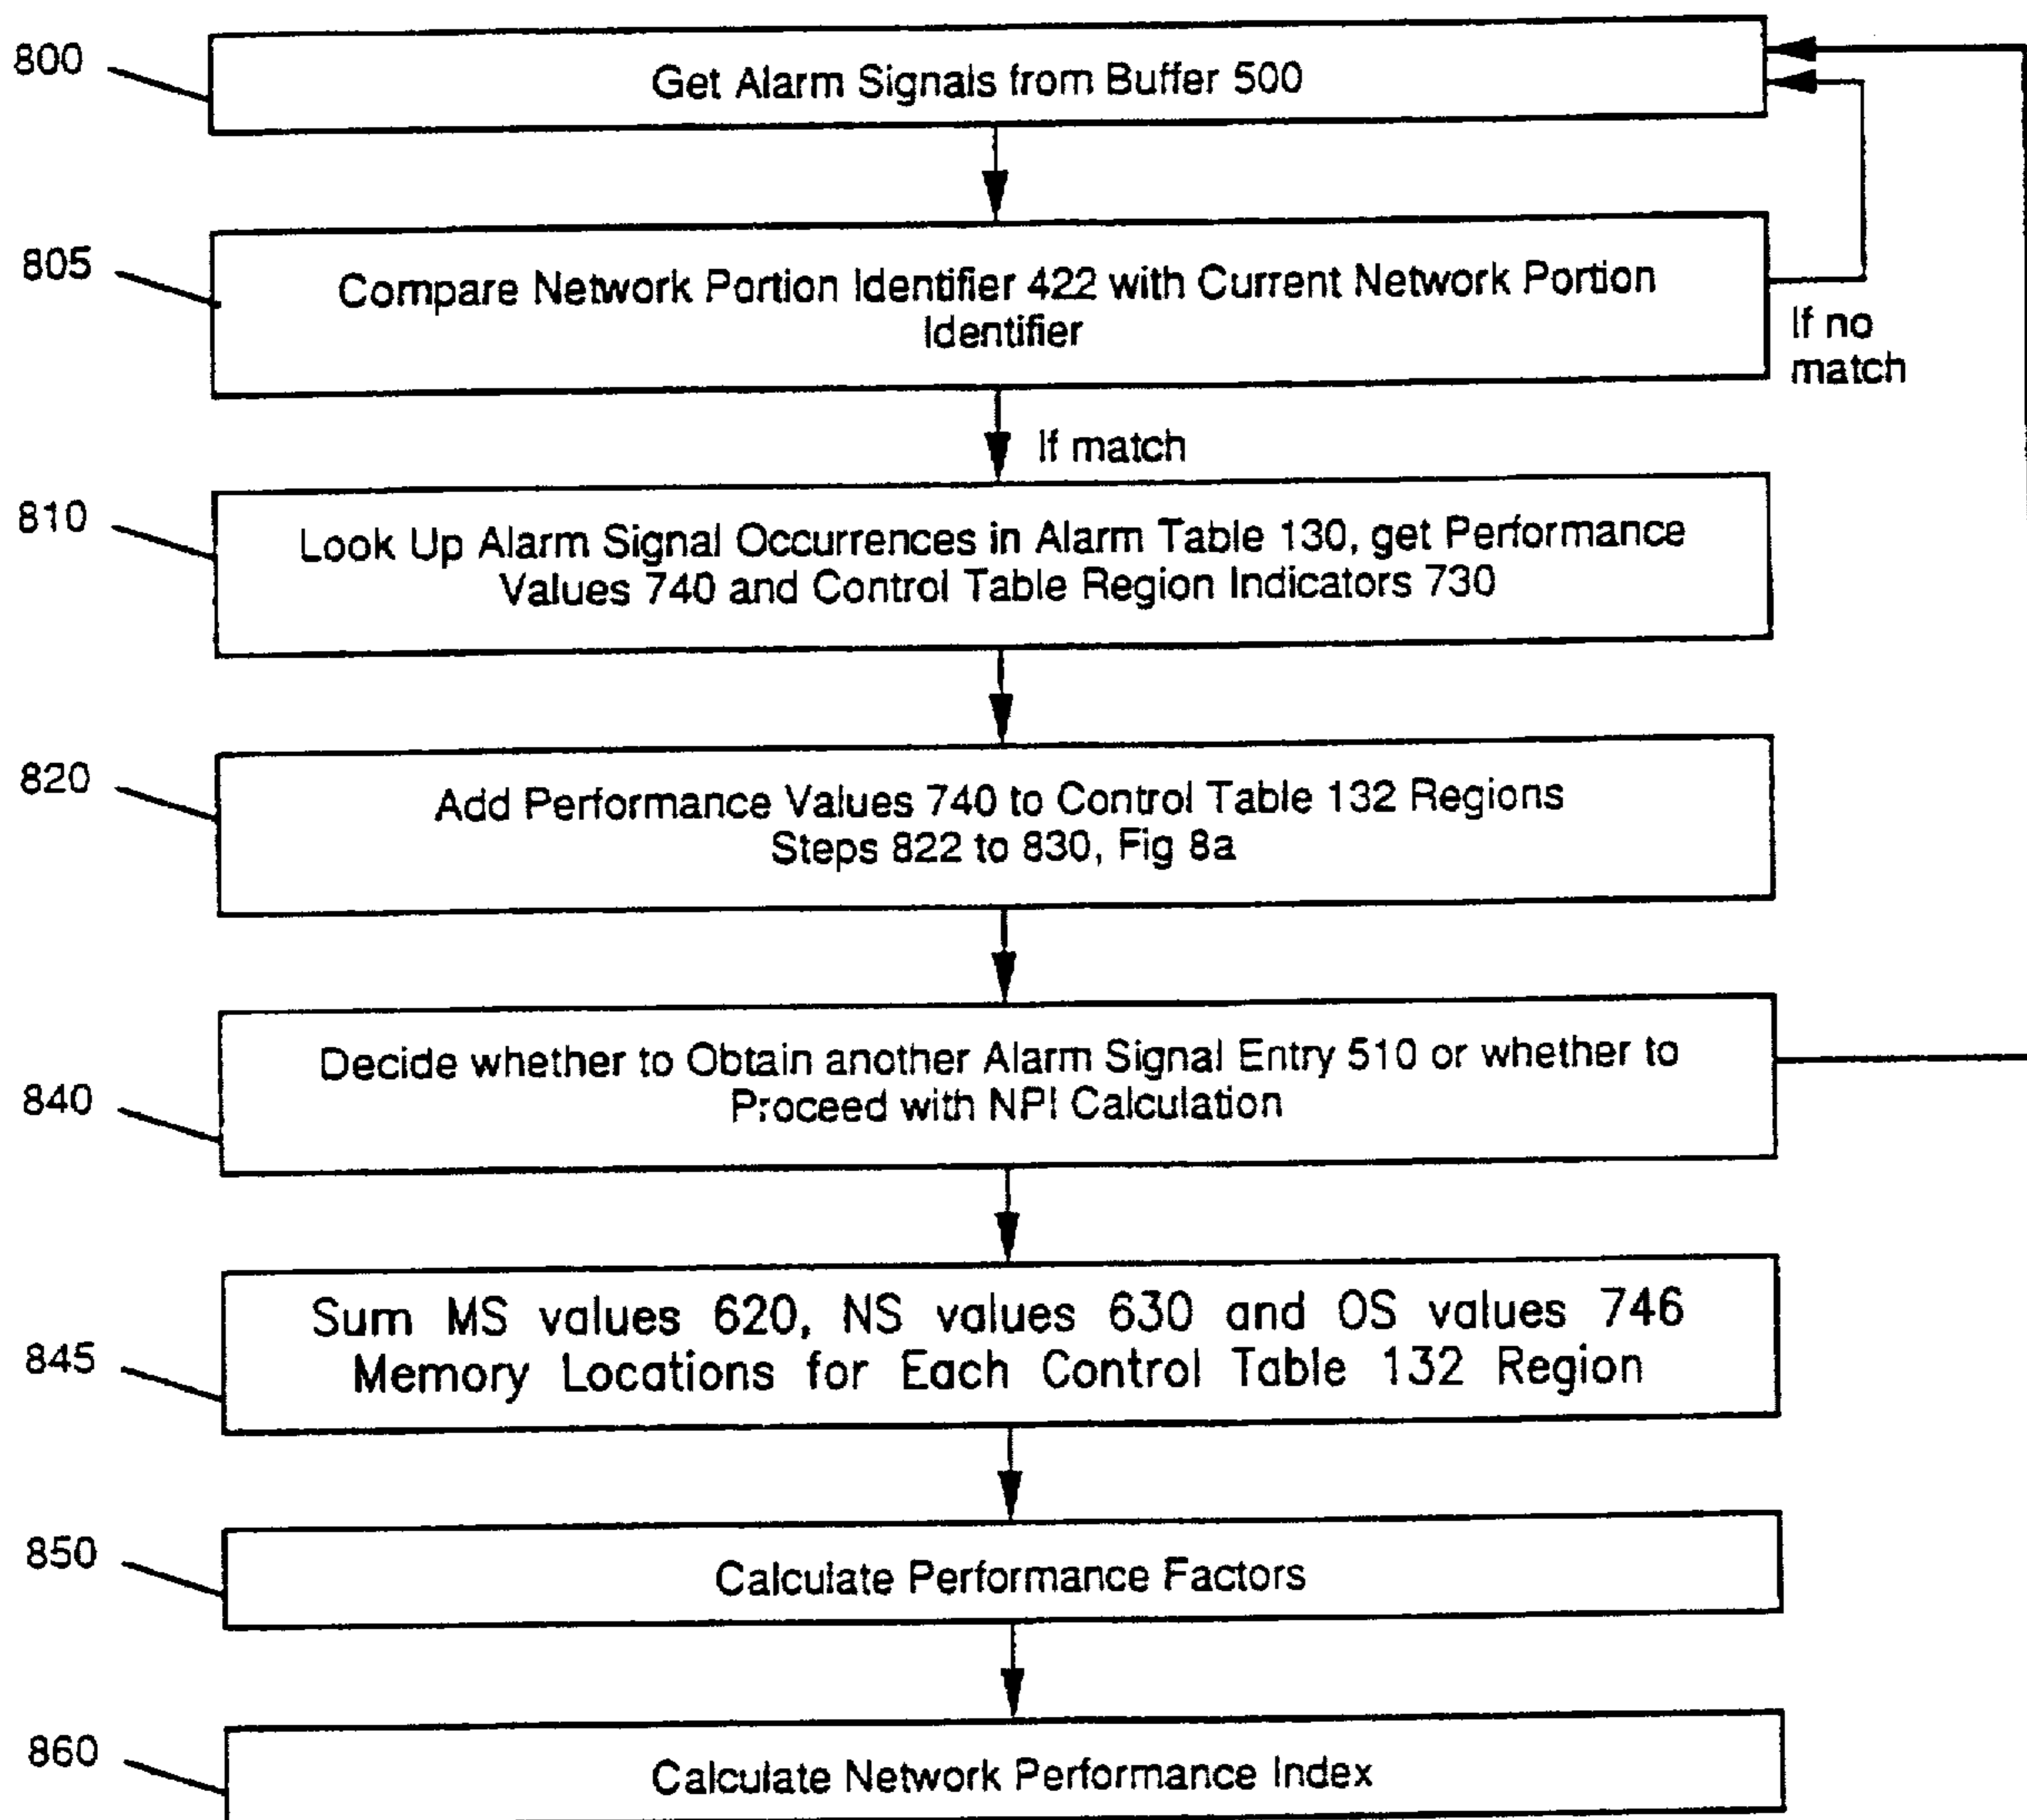 800
Get Alarm Signals from Buffer 500
805
Compare Network Portion Identifier 422 with Current Network Portion
Identifier
If no
match
If match
810
Look Up Alarm Signal Occurrences in Alarm Table 130, get Performance
Values 740 and Control Table Region Indicators 730
820
Add Performance Values 740 to Control Table 132 Regions
Steps 822 to 830, Fig 8a
840
Decide whether to Obtain another Alarm Signal Entry 510 or whether to
Proceed with NPI Calculation
845
Sum MS values 620, NS values 630 and OS values 746
Memory Locations for Each Control Table 132 Region
850
Calculate Performance Factors
860
Calculate Network Performance Index